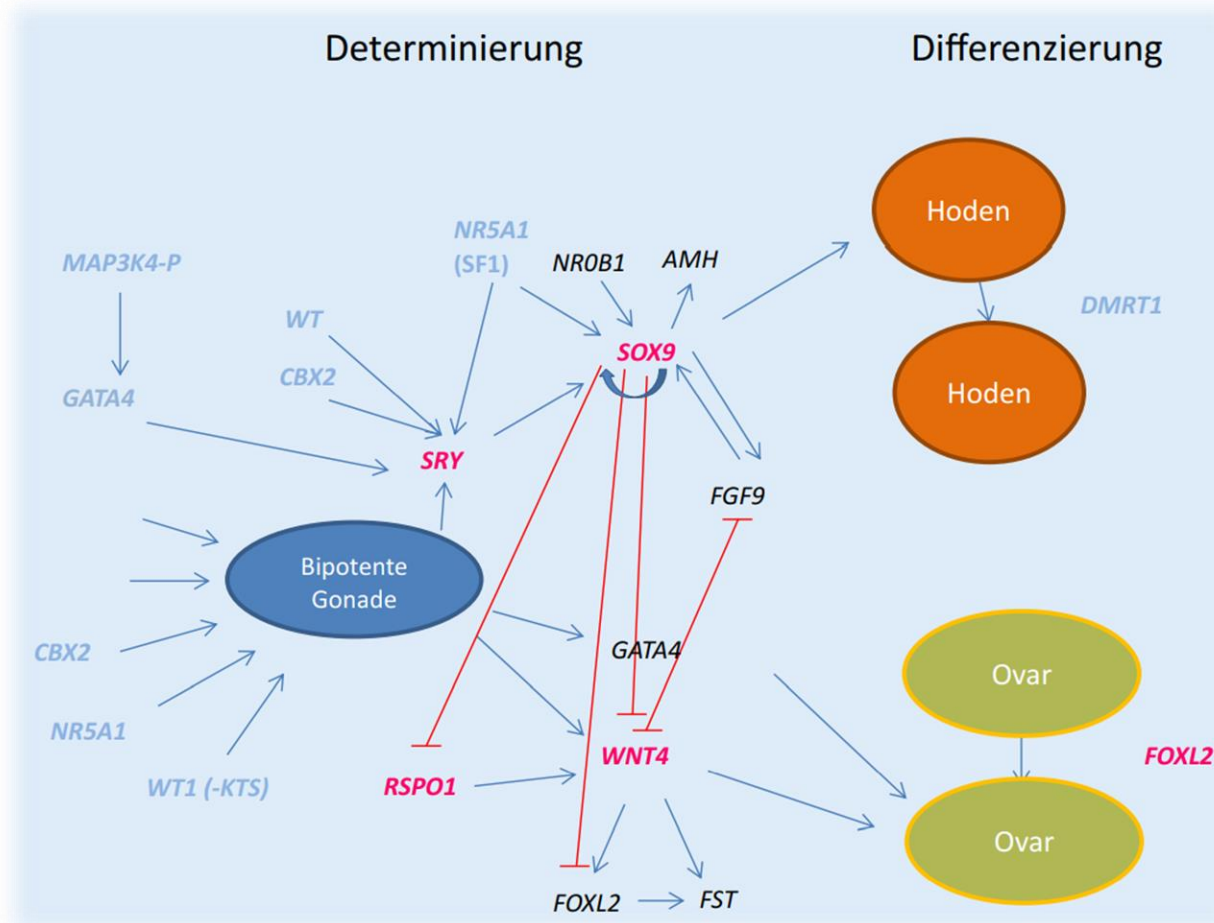 Determinierung
Differenzierung
Hoden
NR5A1
(SF1)
NR0B1
AMH
MAP3K4-P
DMRT1
WT
SOX9
CBX2
GATA4
Hoden
SRY
FGF9
Bipotente
Gonade
CBX2
GATA4
Ovar
NR5A1
WNT4
FOXL2
WT1 (-KTS)
RSPO1
Ovar
FOXL2
FST